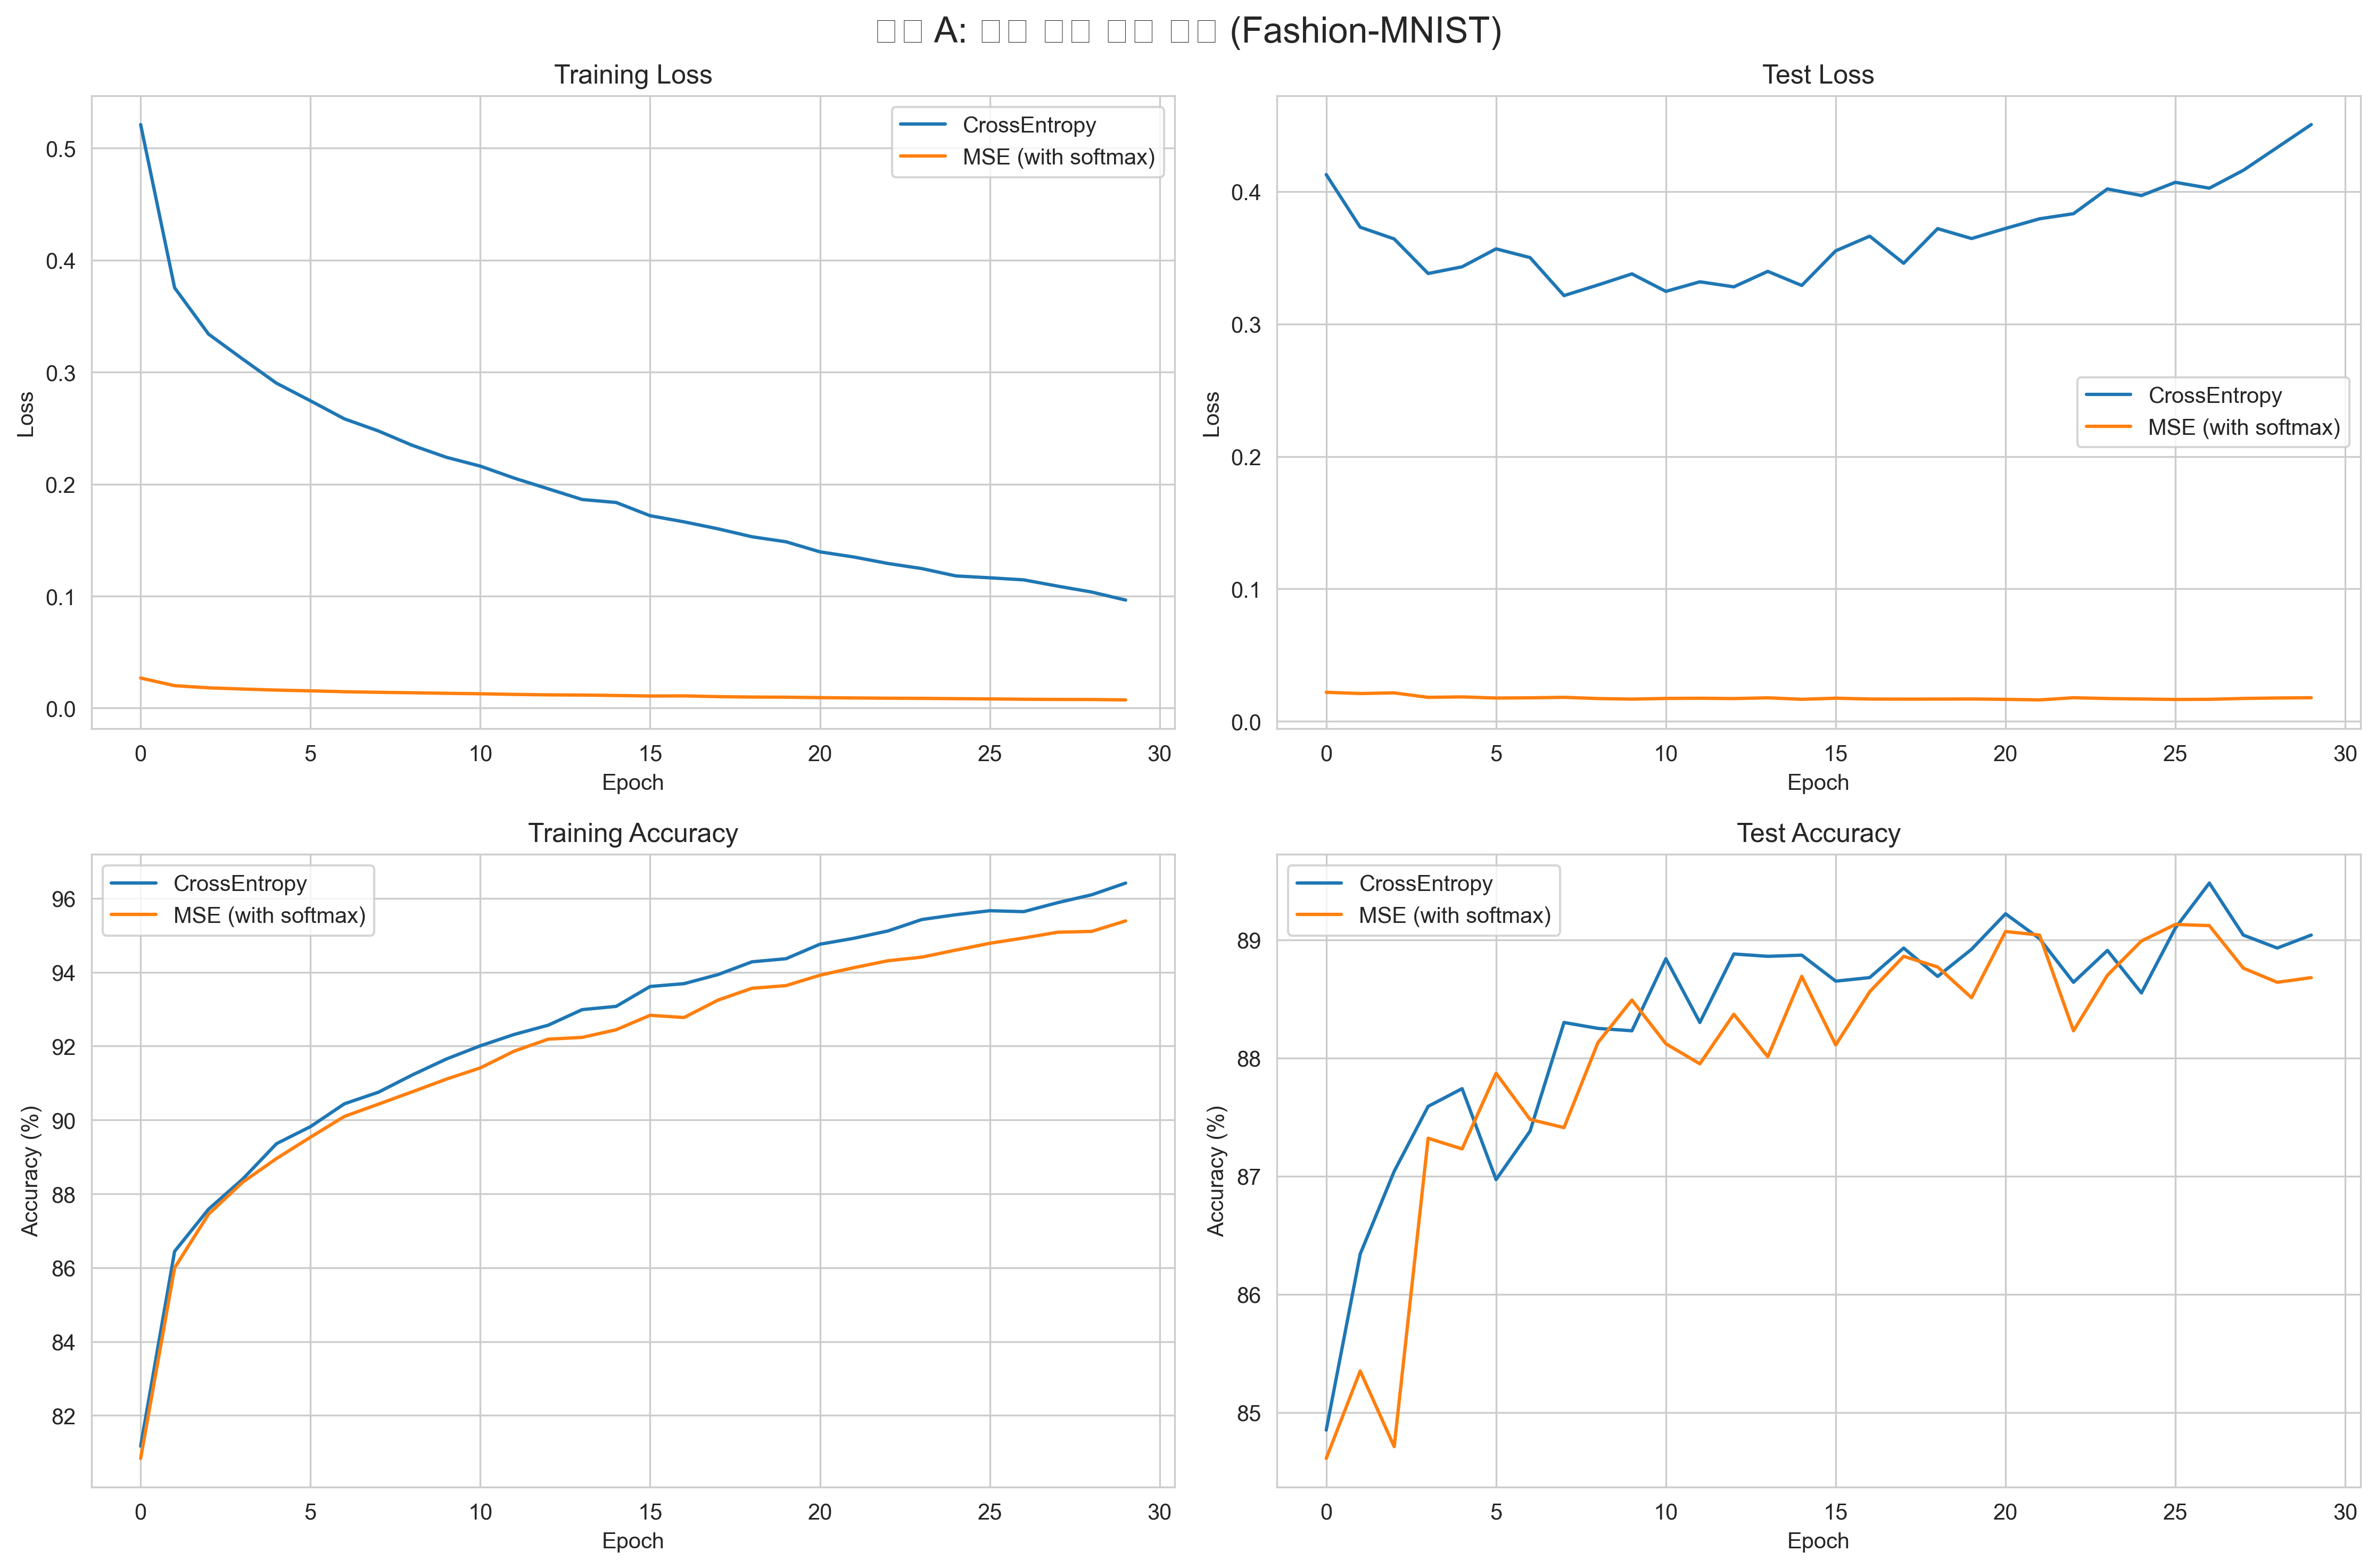 A: (Fashion-MNIST)
Training Loss
CrossEntropy
MSE (with softmax)
0.5
0.4
0.3
0.2
0.1
0.0
Loss
0 5 10 15 20 25 30
Epoch
Test Loss
CrossEntropy
MSE (with softmax)
0.4
0.3
0.2
0.1
0.0
Loss
0 5 10 15 20 25 30
Epoch
Training Accuracy
CrossEntropy
MSE (with softmax)
96
94
92
90
88
86
84
82
Accuracy (%)
0 5 10 15 20 25 30
Epoch
Test Accuracy
CrossEntropy
MSE (with softmax)
89
88
87
86
85
Accuracy (%)
0 5 10 15 20 25 30
Epoch